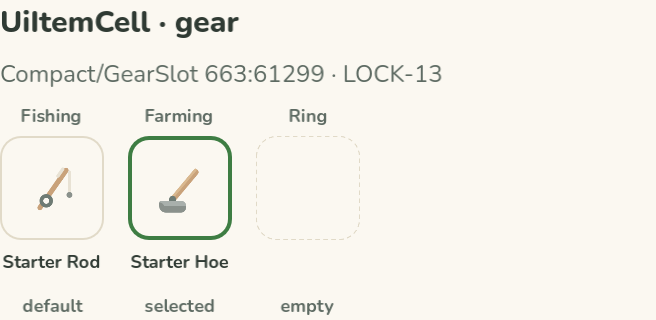 UiItemCell · gear
Compact/GearSlot 663:61299 · LOCK-13
Fishing Farming Ring
Starter Rod Starter Hoe
default selected empty